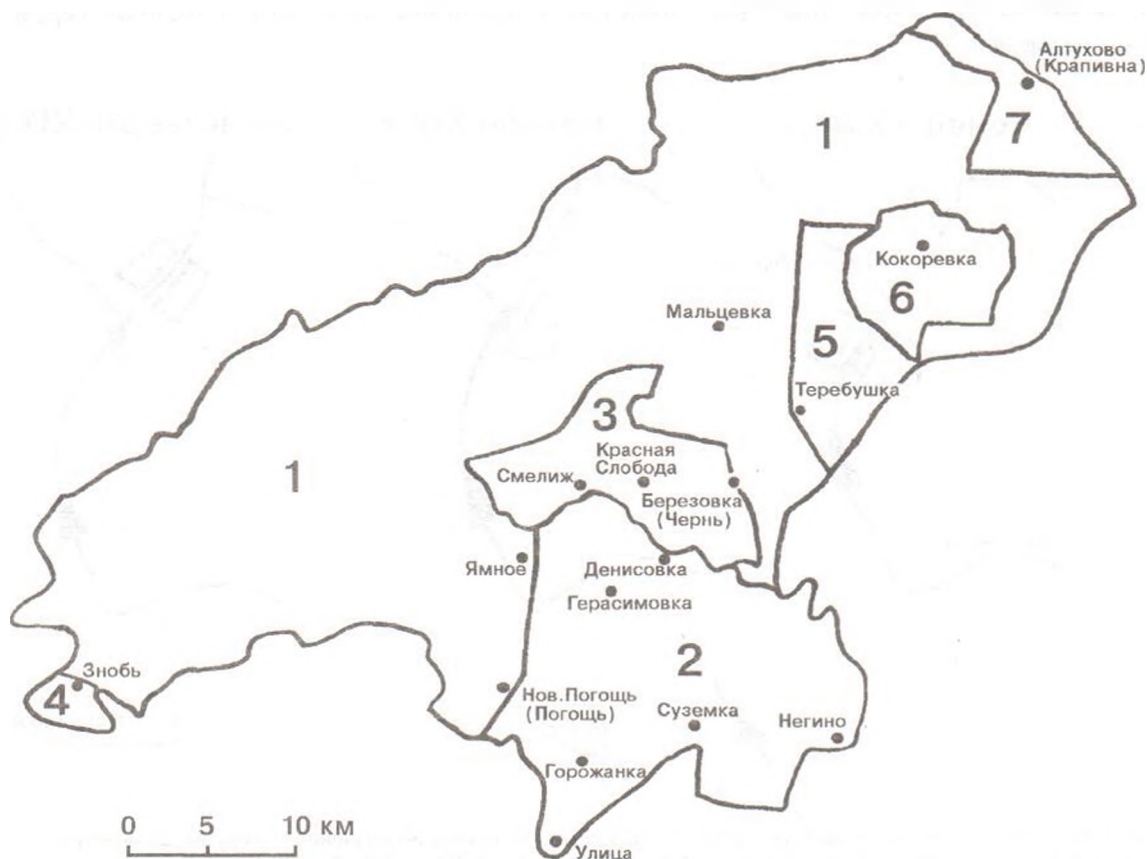 Алтухово
(Крапивна)
1
7
Кокоревка
6
Мальцевка
5
Теребушка
3
Красная
Слобода
1
Смелиж
Березовка
(Чернь)
Ямное
Денисовка
Герасимовка
2
Знобь
4
Нов.Погощь
(Погощь)
Суземка
Негино
Горожанка
0 5 10 км
Улица